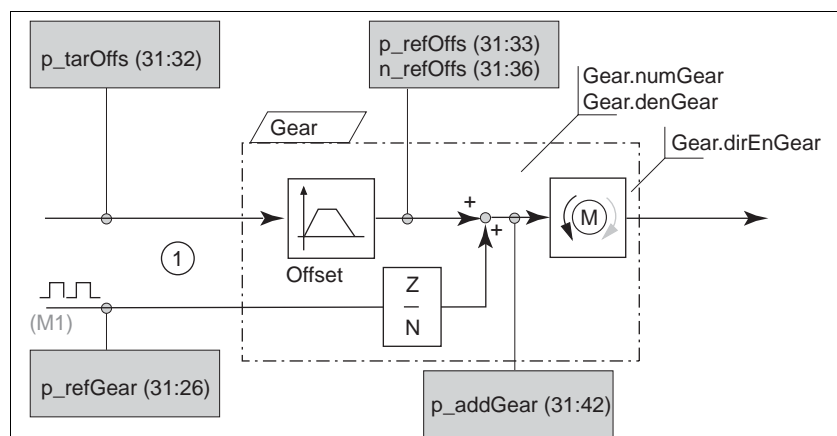 p_tarOffs (31:32)
p_refOffs (31:33)
n_refOffs (31:36)
Gear.numGear
Gear.denGear
Gear
Gear.dirEnGear
+
+
M
1
Offset
Z
N
(M1)
p_refGear (31:26)
p_addGear (31:42)